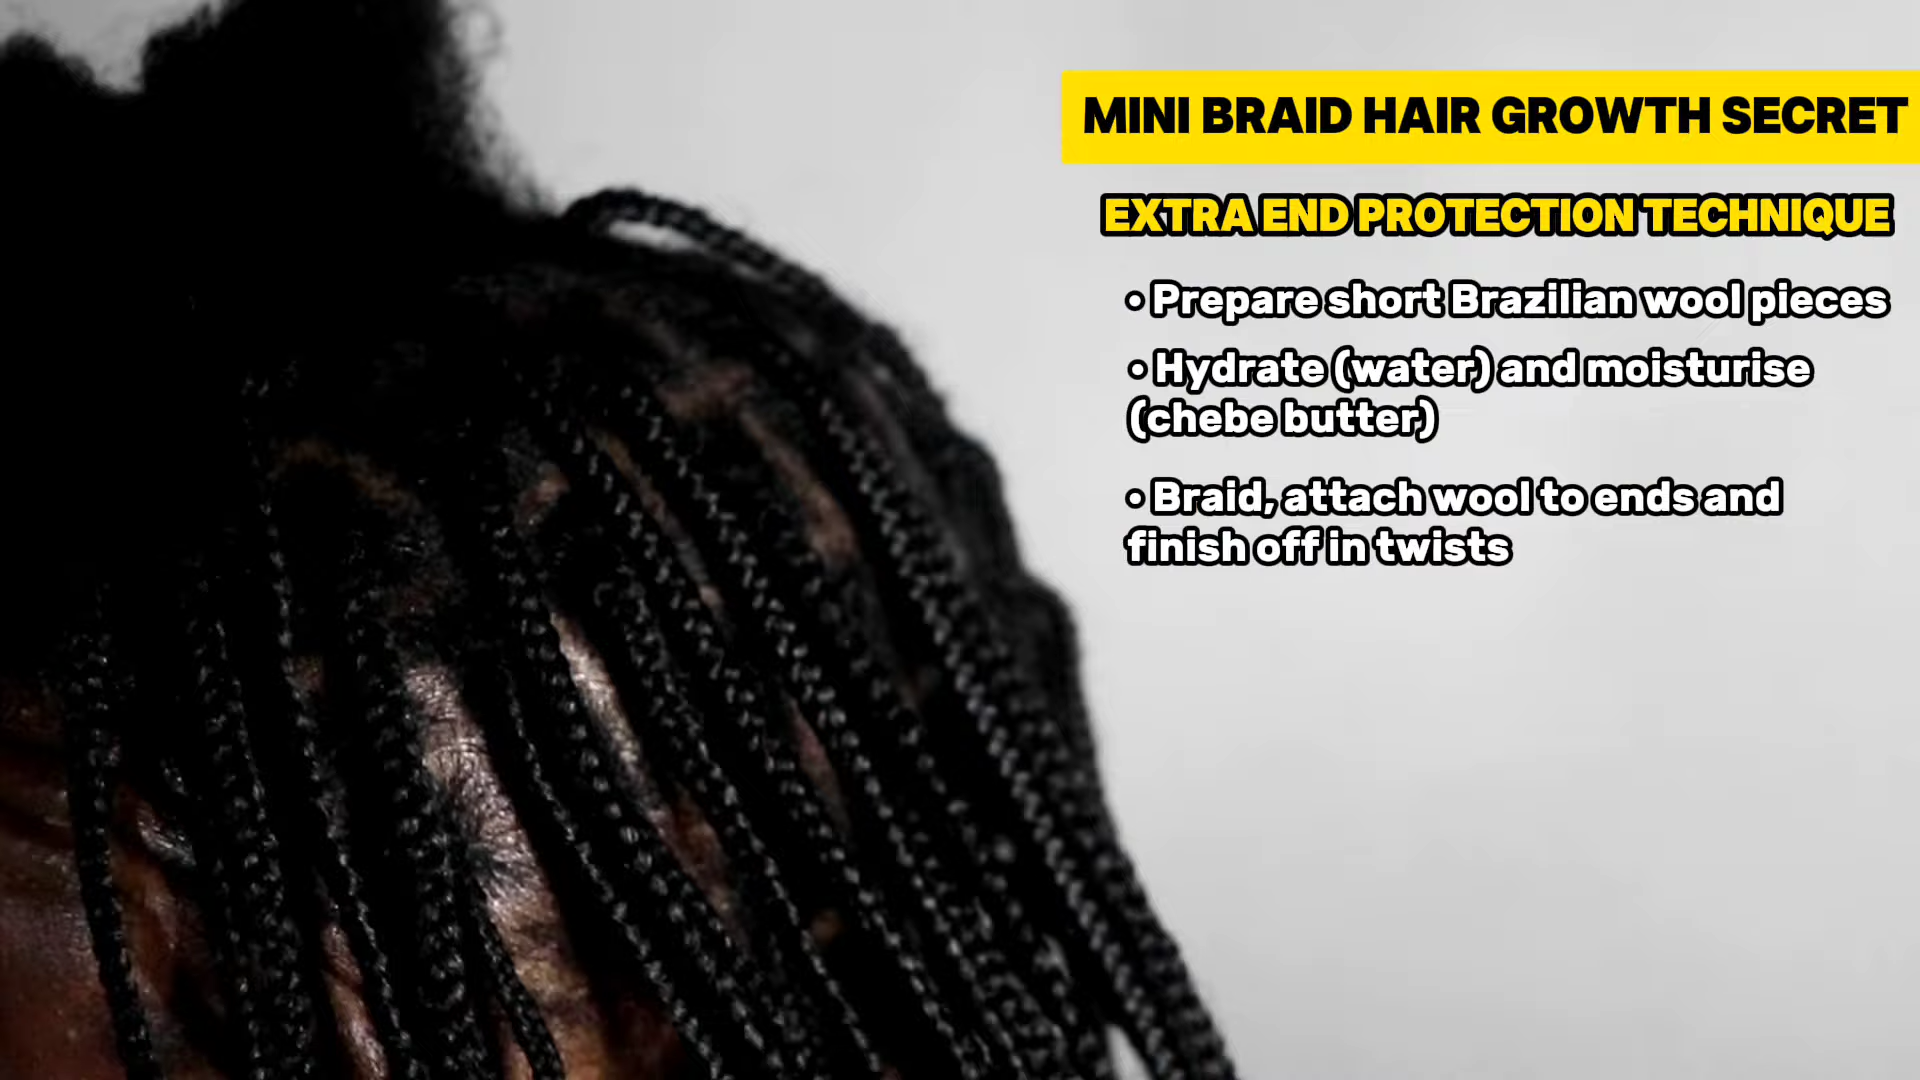 MINI BRAID HAIR GROWTH SECRET
EXTRA END PROTECTION TECHNIQUE
• Prepare short Brazilian wool pieces
• Hydrate (water) and moisturise
(chebe butter)
• Braid, attach wool to ends and
finish off in twists